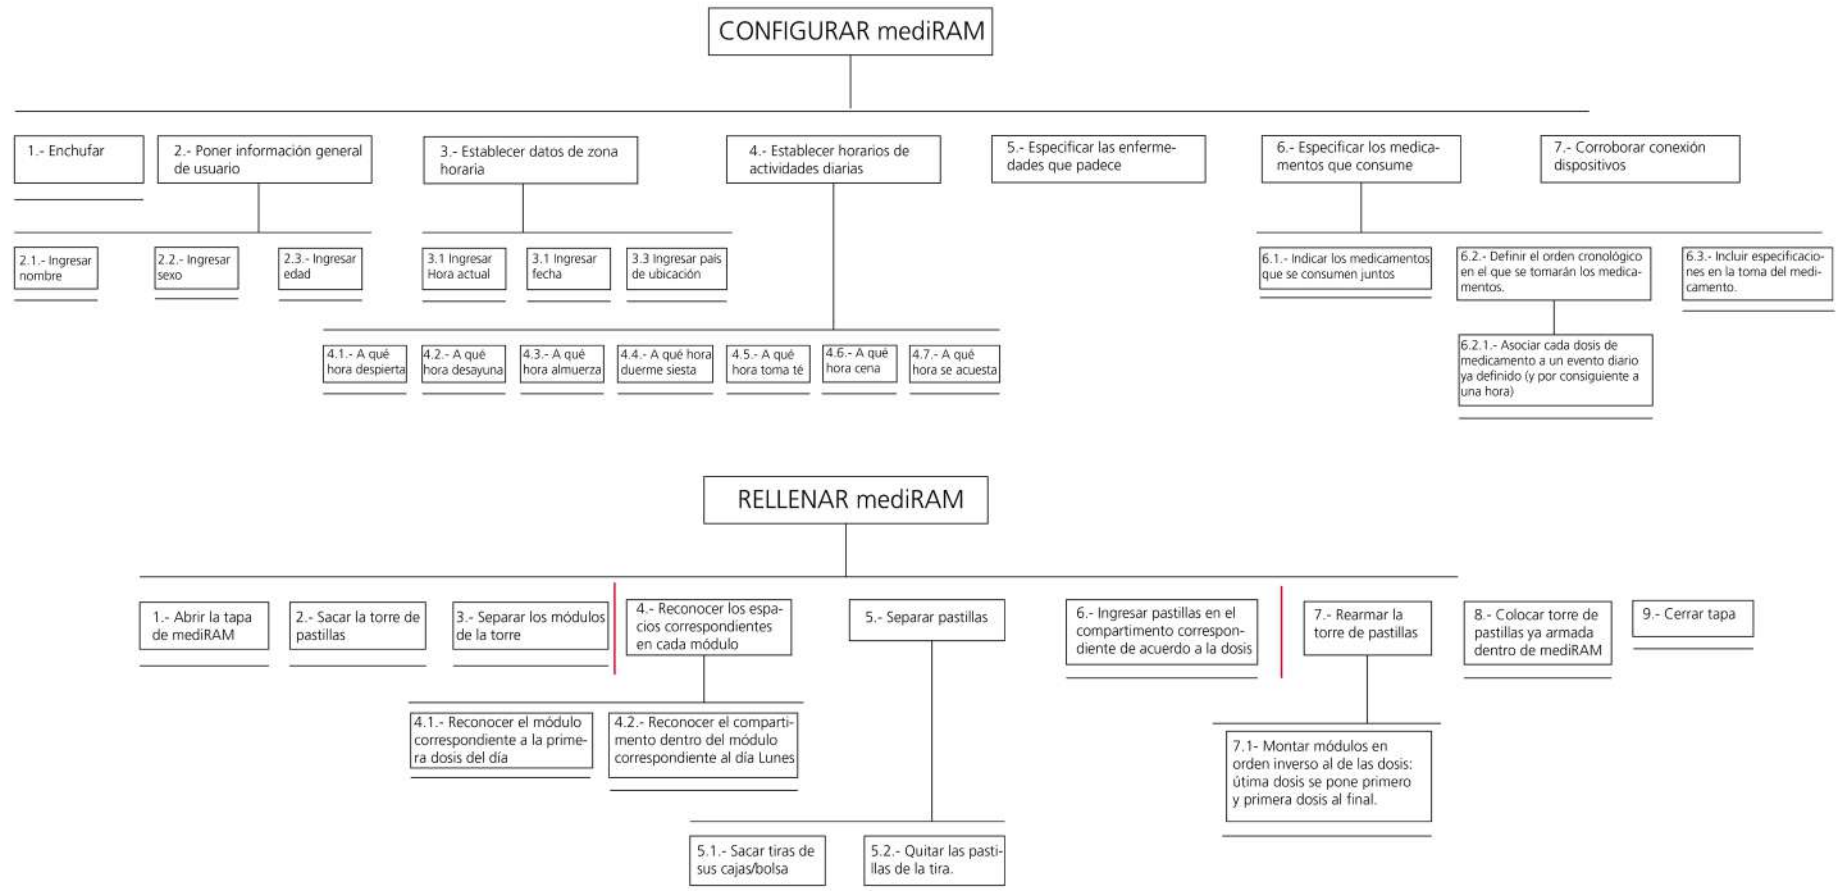 CONFIGURAR mediRAM
1.- Enchufar
2.- Poner información general
de usuario
3.- Establecer datos de zona
horaria
4.- Establecer horarios de
actividades diarias
5.- Especificar las enferme-
dades que padece
6.- Especificar los medica-
mentos que consume
7.- Corroborar conexión
dispositivos
2.1.- Ingresar
nombre
2.2.- Ingresar
sexo
2.3.- Ingresar
edad
3.1 Ingresar
Hora actual
3.1 Ingresar
fecha
3.3 Ingresar país
de ubicación
6.1.- Indicar los medicamentos
que se consumen juntos
6.2.- Definir el orden cronológico
en el que se tomarán los medica-
mentos.
6.3.- Incluir especificacio-
nes en la toma del medi-
camento.
4.1.- A qué
hora despierta
4.2.- A qué
hora desayuna
4.3.- A qué
hora almuerza
4.4.- A qué hora
duerme siesta
4.5.- A qué
hora toma té
4.6.- A qué
hora cena
4.7.- A qué
hora se acuesta
6.2.1.- Asociar cada dosis de
medicamento a un evento diario
ya definido (y por consiguiente a
una hora)
RELLENAR mediRAM
1.- Abrir la tapa
de mediRAM
2.- Sacar la torre de
pastillas
3.- Separar los módulos
de la torre
4.- Reconocer los espa-
cios correspondientes
en cada módulo
5.- Separar pastillas
6.- Ingresar pastillas en el
compartimento correspon-
diente de acuerdo a la dosis
7.- Rearmar la
torre de pastillas
8.- Colocar torre de
pastillas ya armada
dentro de mediRAM
9.- Cerrar tapa
4.1.- Reconocer el módulo
correspondiente a la prime-
ra dosis del día
4.2.- Reconocer el comparti-
mento dentro del módulo
correspondiente al día Lunes
7.1- Montar módulos en
orden inverso al de las dosis:
útima dosis se pone primero
y primera dosis al final.
5.1.- Sacar tiras de
sus cajas/bolsa
5.2.- Quitar las pasti-
llas de la tira.